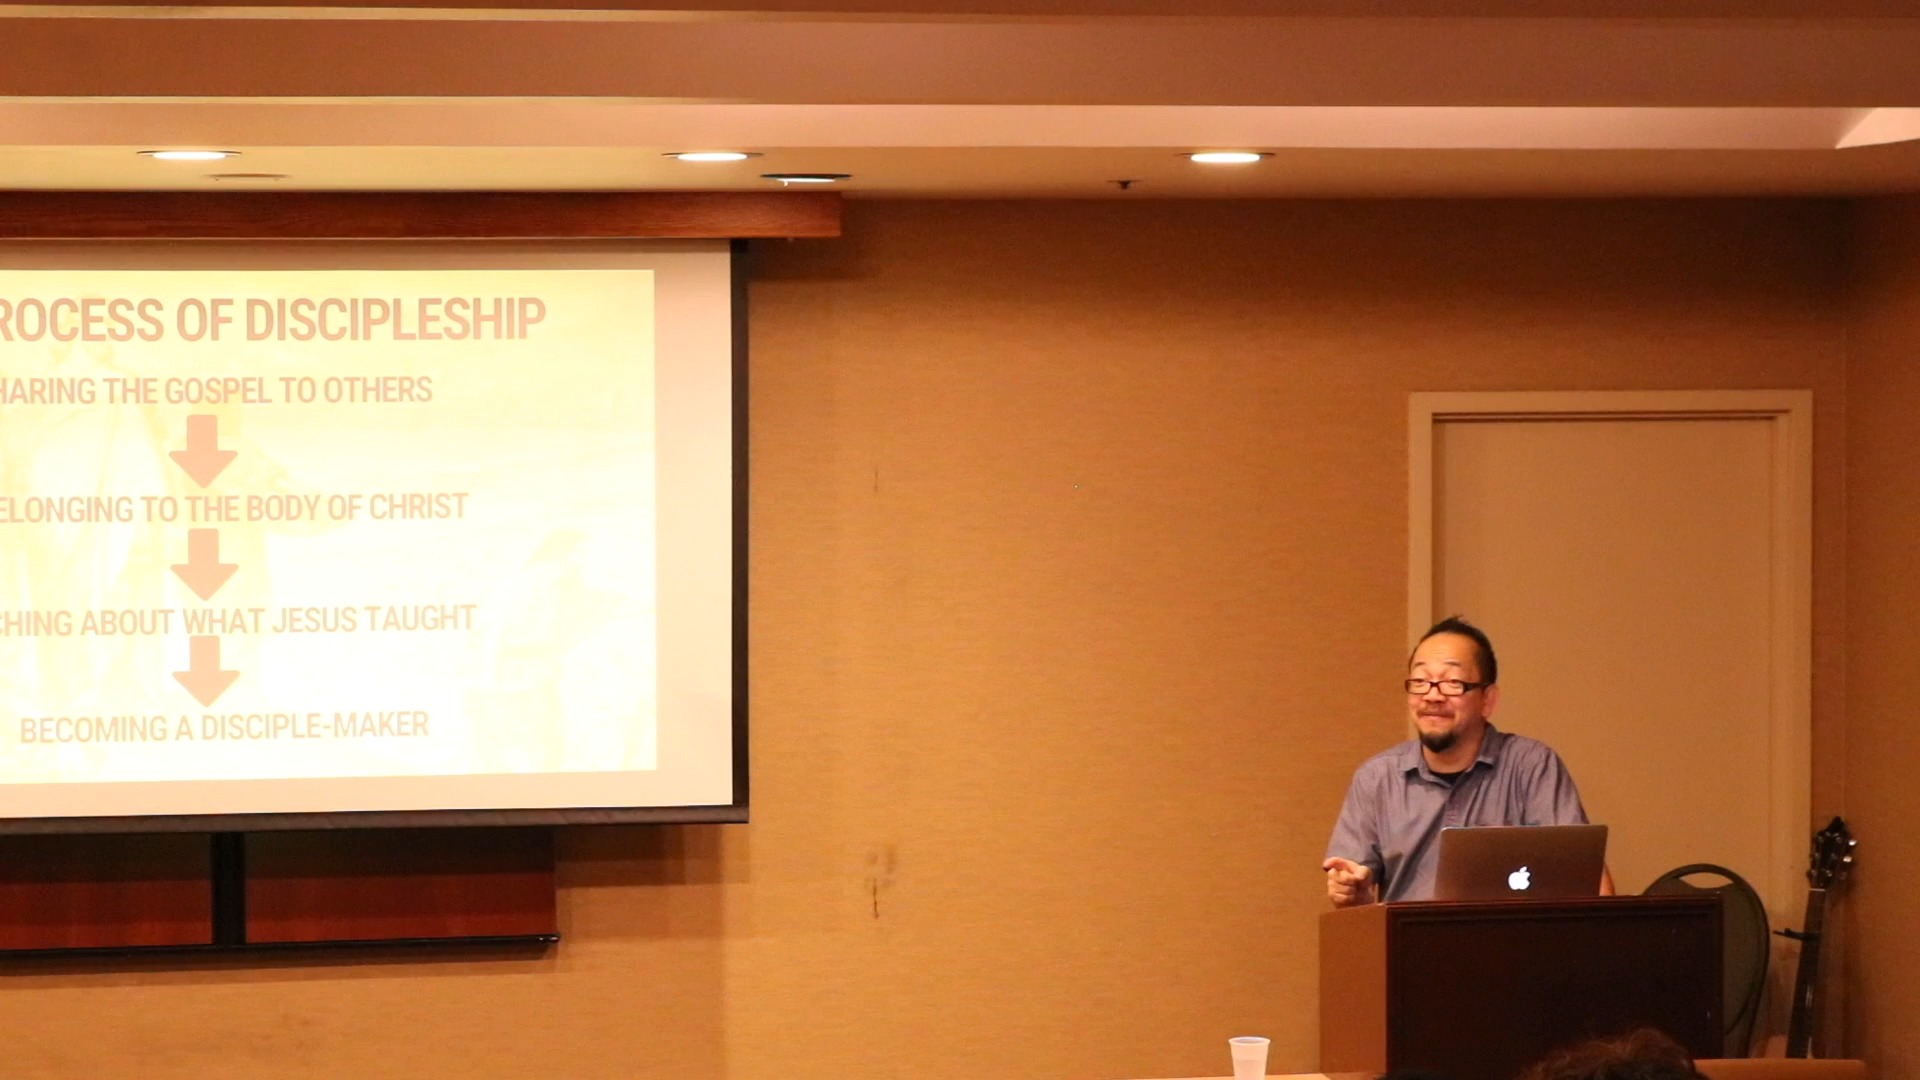 ROCESS OF DISCIPLESHIP
HARING THE GOSPEL TO OTHERS
ELONGING TO THE BODY OF CHRIST
CHING ABOUT WHAT JESUS TAUGHT
BECOMING A DISCIPLE-MAKER